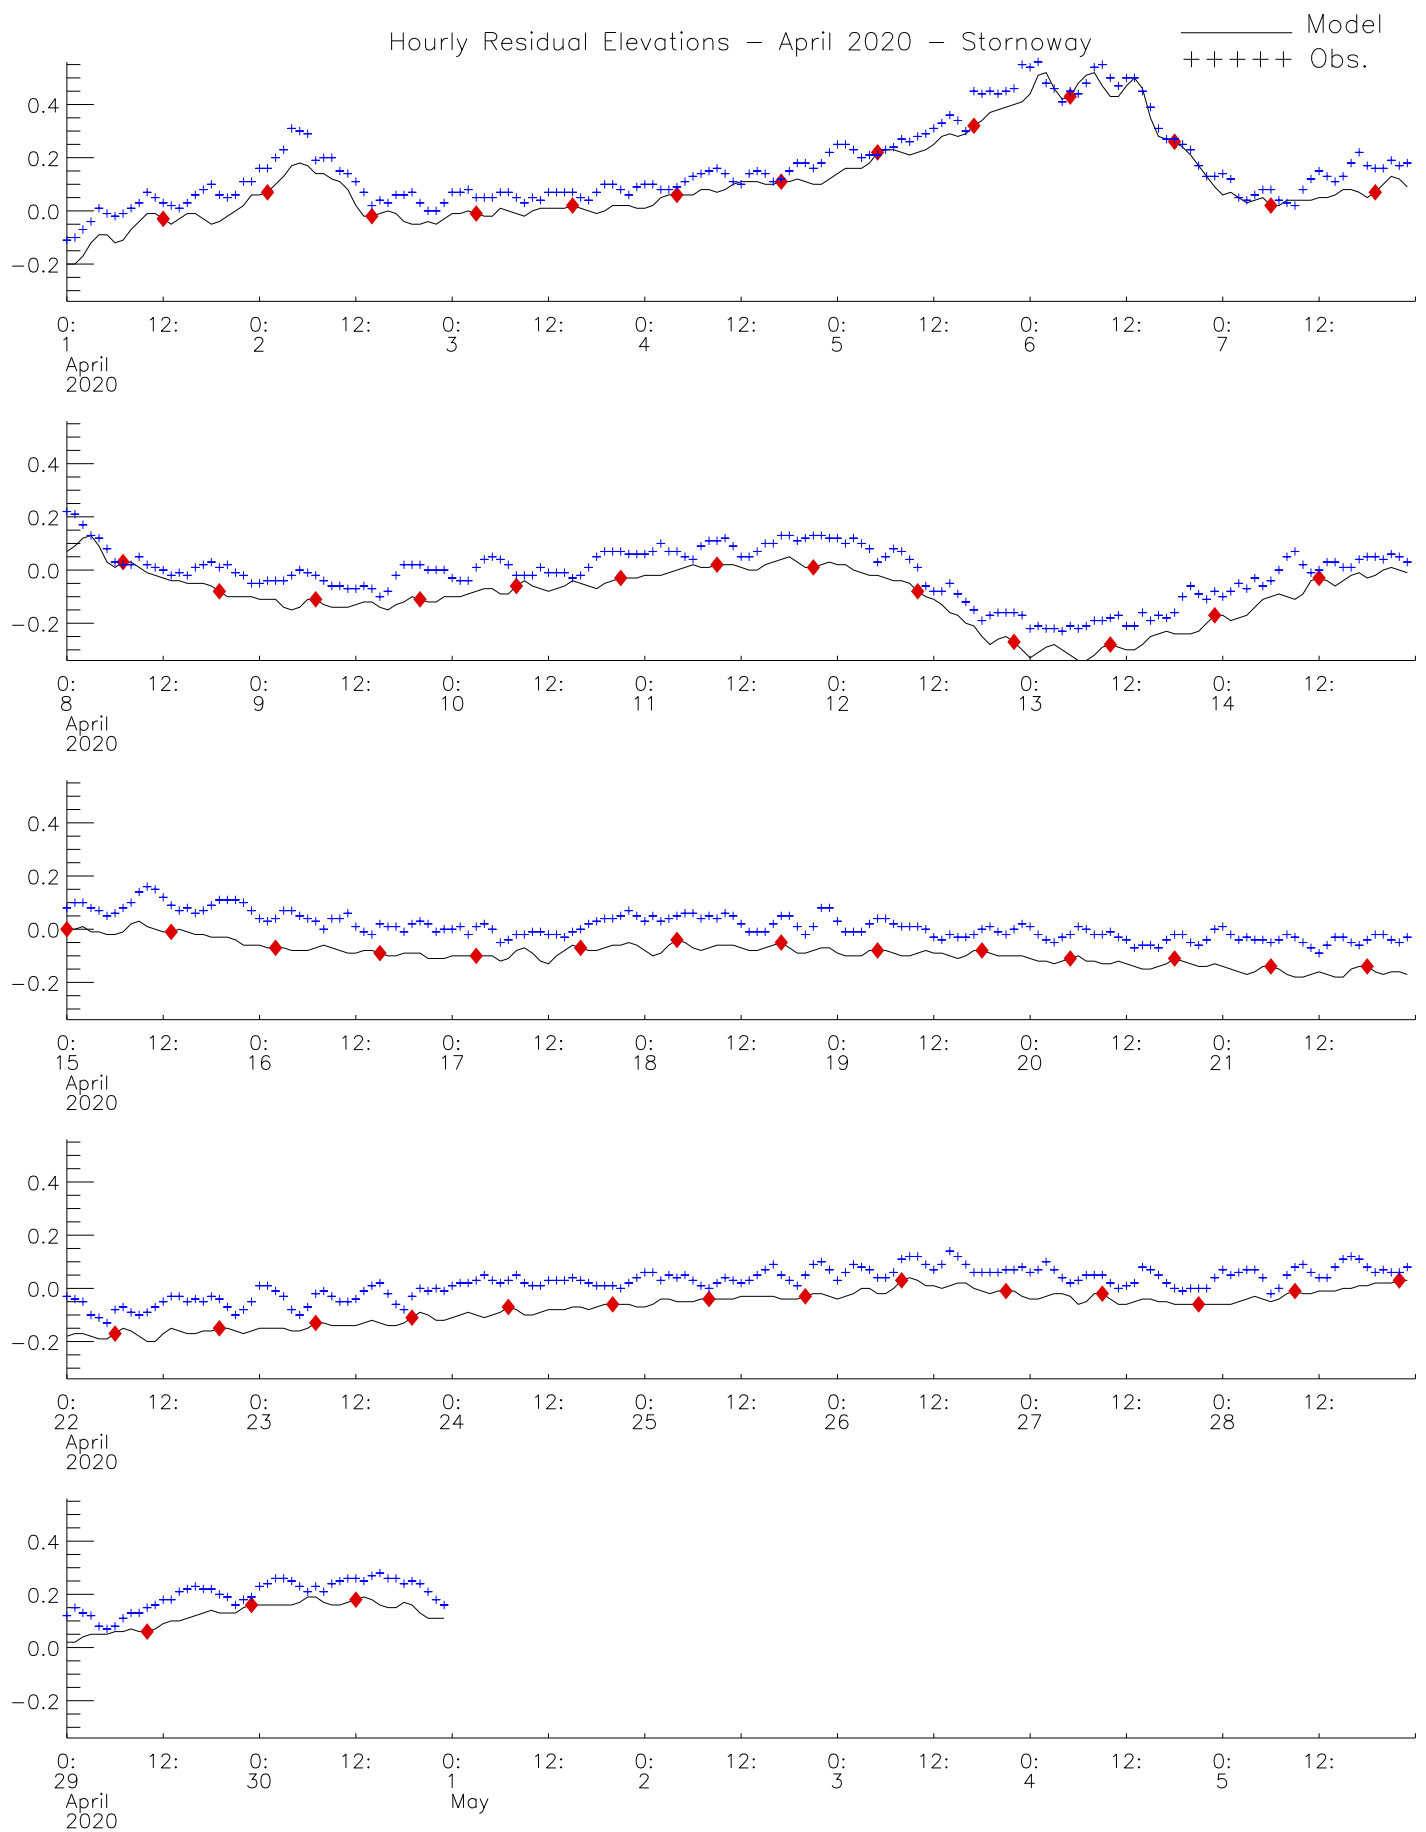 Hourly Residual Elevations − April 2020 − Stornoway
Model
+++++ Obs.
0.4
0.2
0.0
−0.2
0: 12: 0: 12: 0: 12: 0: 12: 0: 12: 0: 12: 0: 12:
1 2 3 4 5 6 7
April
2020
0.4
0.2
0.0
−0.2
0: 12: 0: 12: 0: 12: 0: 12: 0: 12: 0: 12: 0: 12:
8 9 10 11 12 13 14
April
2020
0.4
0.2
0.0
−0.2
0: 12: 0: 12: 0: 12: 0: 12: 0: 12: 0: 12: 0: 12:
15 16 17 18 19 20 21
April
2020
0.4
0.2
0.0
−0.2
0: 12: 0: 12: 0: 12: 0: 12: 0: 12: 0: 12: 0: 12:
22 23 24 25 26 27 28
April
2020
0.4
0.2
0.0
−0.2
0: 12: 0: 12: 0: 12: 0: 12: 0: 12: 0: 12: 0: 12:
29 30 1 2 3 4 5
April May
2020